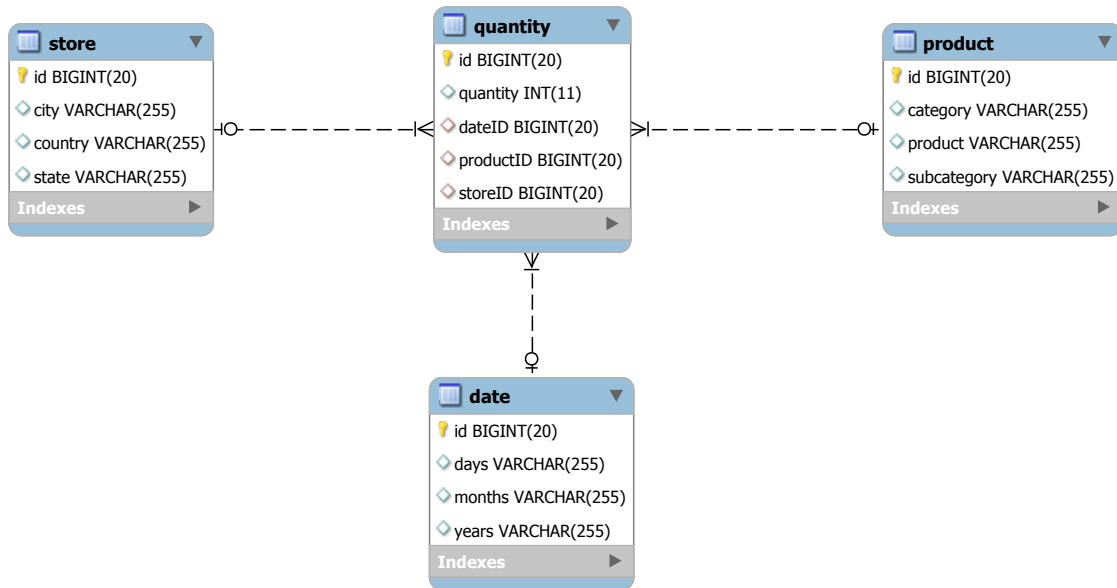 store
id BIGINT(20)
city VARCHAR(255)
country VARCHAR(255)
state VARCHAR(255)
Indexes
quantity
id BIGINT(20)
quantity INT(11)
dateID BIGINT(20)
productID BIGINT(20)
storeID BIGINT(20)
Indexes
product
id BIGINT(20)
category VARCHAR(255)
product VARCHAR(255)
subcategory VARCHAR(255)
Indexes
date
id BIGINT(20)
days VARCHAR(255)
months VARCHAR(255)
years VARCHAR(255)
Indexes